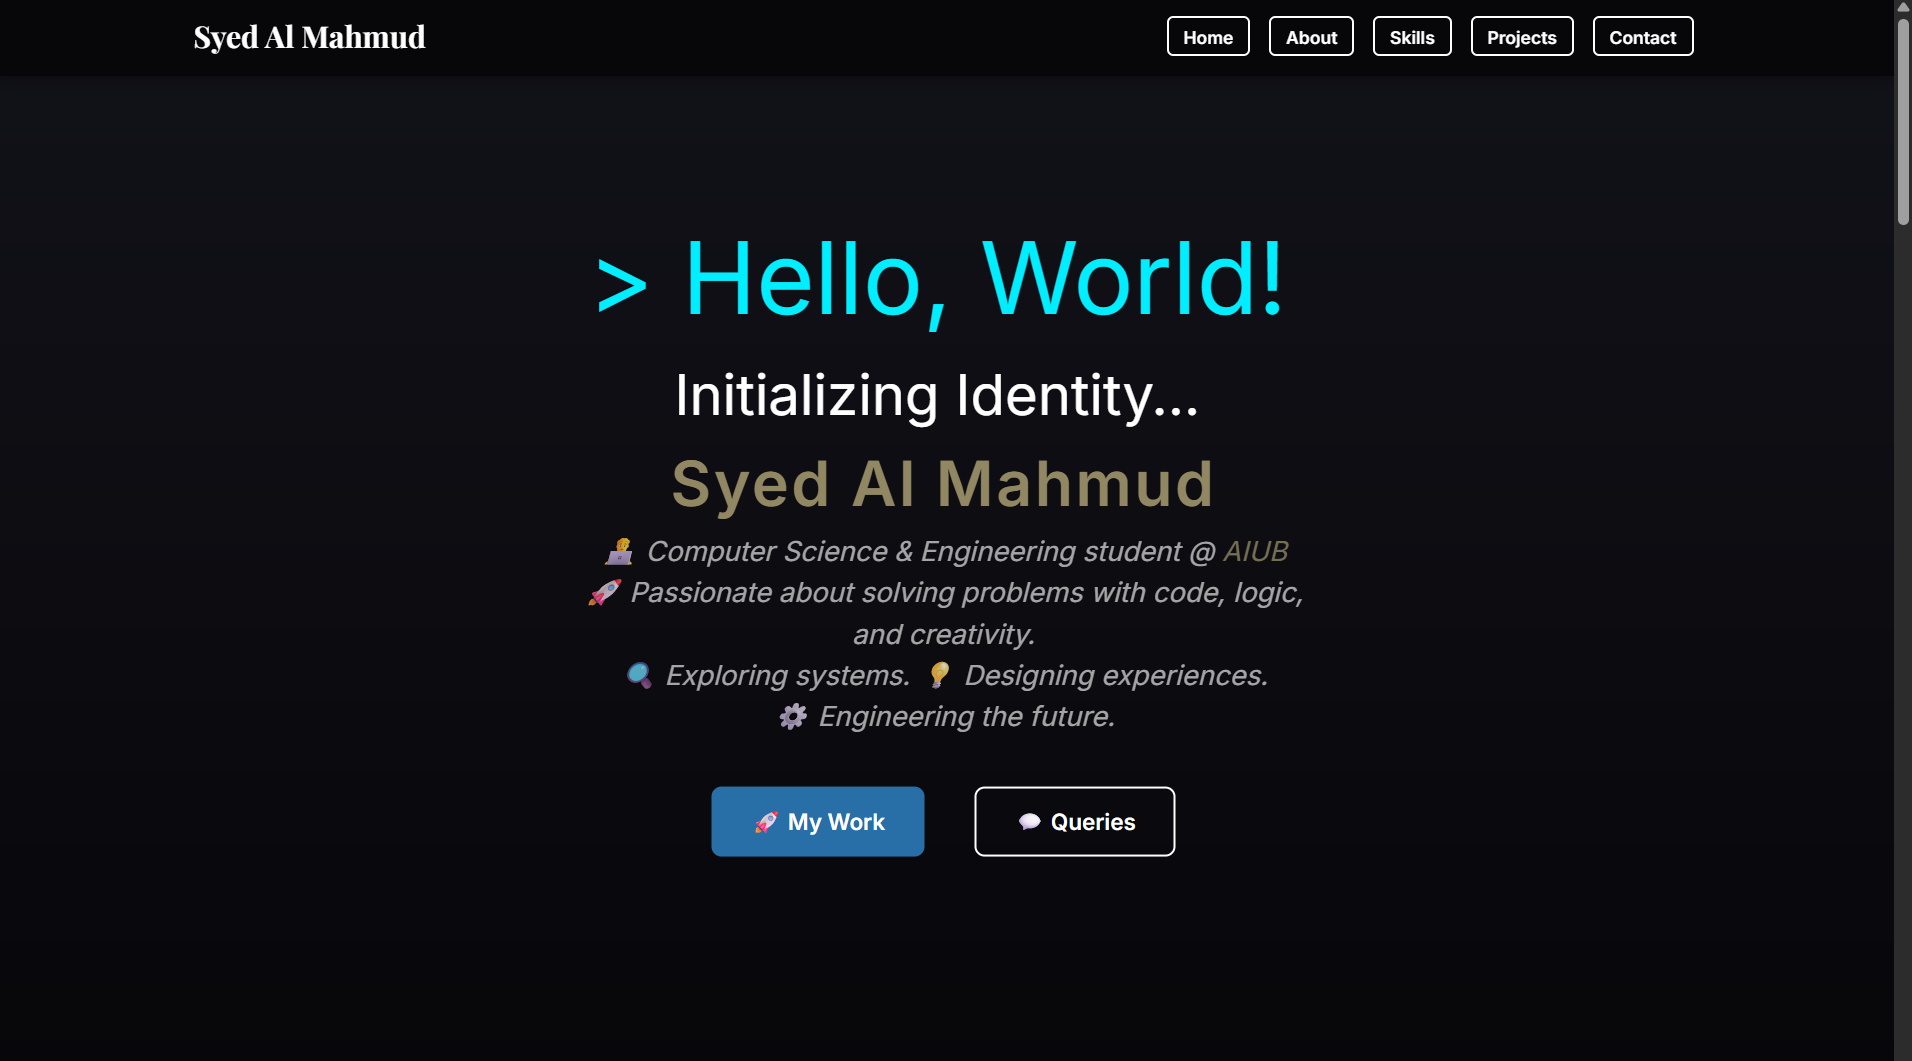 Syed Al Mahmud
Home About Skills Projects Contact
> Hello, World!
Initializing Identity...
Syed Al Mahmud
🧑‍💻 Computer Science & Engineering student @ AIUB
🚀 Passionate about solving problems with code, logic,
and creativity.
🔍 Exploring systems. 💡 Designing experiences.
⚙️ Engineering the future.
🚀 My Work 💬 Queries